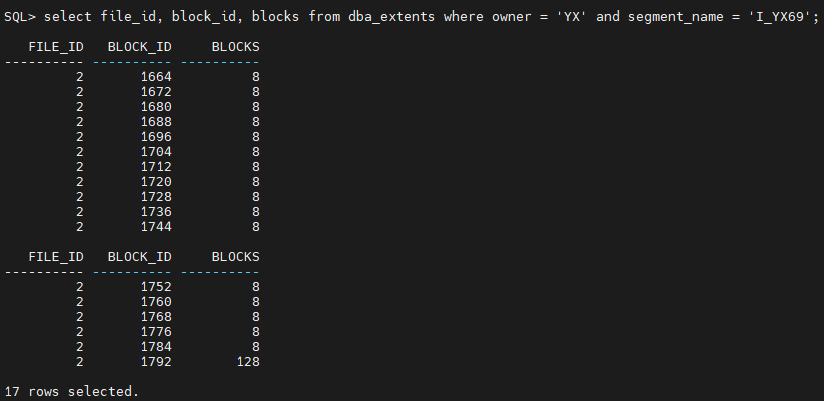 SQL> select file_id, block_id, blocks from dba_extents where owner = 'YX' and segment_name = 'I_YX69';
FILE_ID BLOCK_ID BLOCKS
---------- ---------- ----------
2 1664 8
2 1672 8
2 1680 8
2 1688 8
2 1696 8
2 1704 8
2 1712 8
2 1720 8
2 1728 8
2 1736 8
2 1744 8
FILE_ID BLOCK_ID BLOCKS
---------- ---------- ----------
2 1752 8
2 1760 8
2 1768 8
2 1776 8
2 1784 8
2 1792 128
17 rows selected.